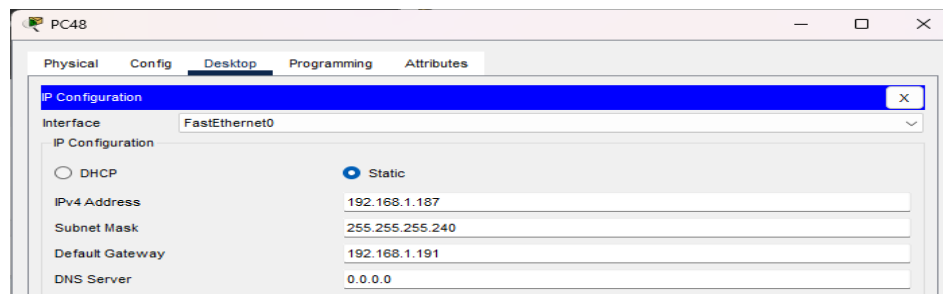 PC48
Physical Config Desktop Programming Attributes
IP Configuration X
Interface FastEthernet0
IP Configuration
DHCP Static
IPv4 Address 192.168.1.187
Subnet Mask 255.255.255.240
Default Gateway 192.168.1.191
DNS Server 0.0.0.0